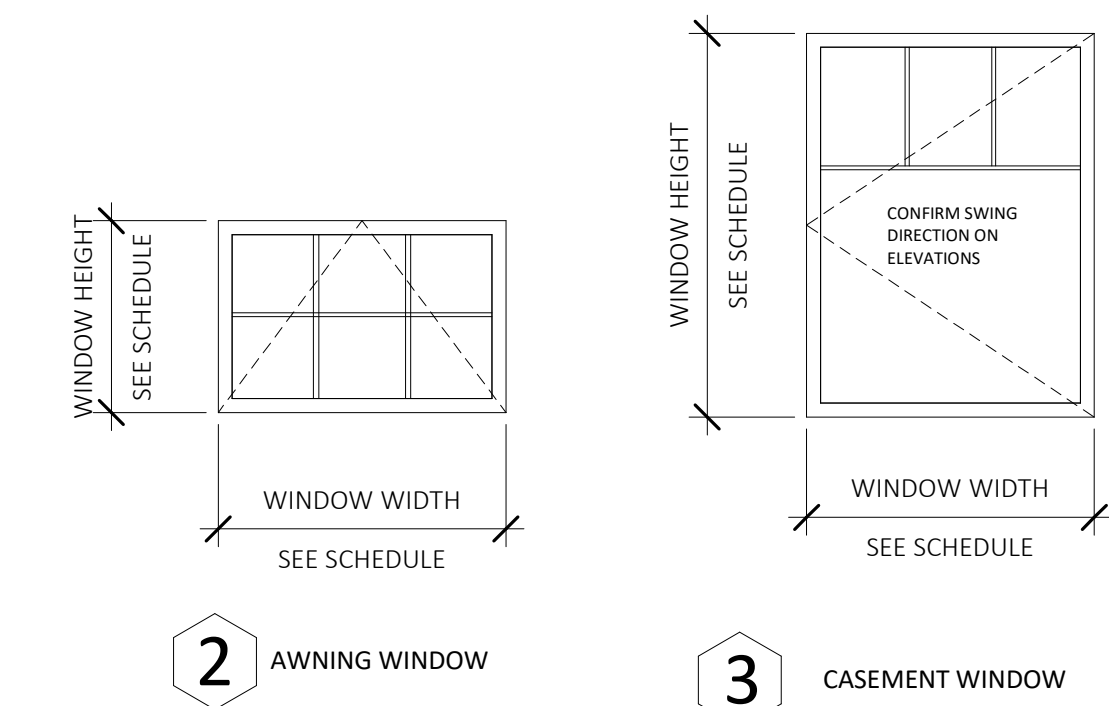 WINDOW HEIGHT
SEE SCHEDULE
WINDOW WIDTH
SEE SCHEDULE
2
AWNING WINDOW
WINDOW HEIGHT
SEE SCHEDULE
CONFIRM SWING
DIRECTION ON
ELEVATIONS
WINDOW WIDTH
SEE SCHEDULE
3
CASEMENT WINDOW